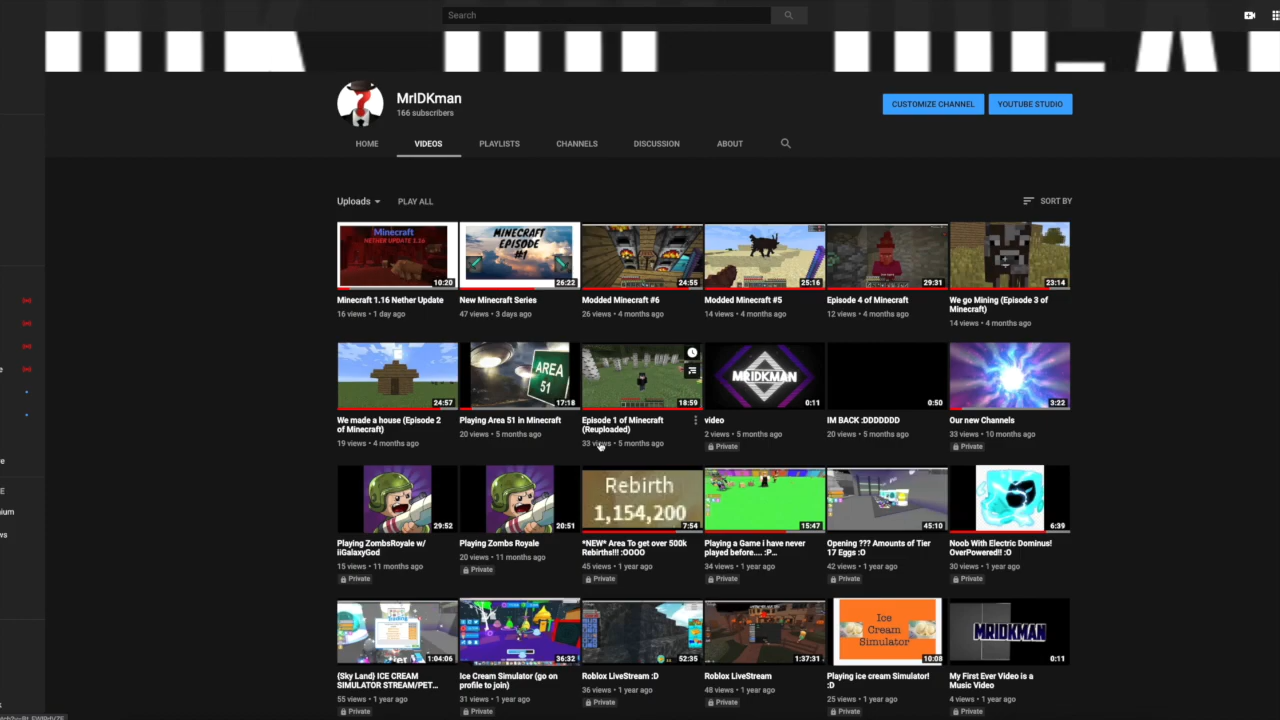 Search
MrIDKman
166 subscribers
CUSTOMIZE CHANNEL
YOUTUBE STUDIO
HOME
VIDEOS
PLAYLISTS
CHANNELS
DISCUSSION
ABOUT
Uploads
PLAY ALL
SORT BY
Minecraft
NETHER UPDATE 1.16
10:20
MINECRAFT
EPISODE
#1
26:22
24:55
25:16
29:31
23:14
Minecraft 1.16 Nether Update
16 views • 1 day ago
New Minecraft Series
47 views • 3 days ago
Modded Minecraft #6
26 views • 4 months ago
Modded Minecraft #5
14 views • 4 months ago
Episode 4 of Minecraft
12 views • 4 months ago
We go Mining (Episode 3 of
Minecraft)
14 views • 4 months ago
24:57
AREA
51
17:18
18:59
MRIDKMAN
0:11
0:50
3:22
We made a house (Episode 2
of Minecraft)
19 views • 4 months ago
Playing Area 51 in Minecraft
20 views • 5 months ago
Episode 1 of Minecraft
(Reuploaded)
33 views • 5 months ago
video
2 views • 5 months ago
Private
IM BACK :DDDDDDD
20 views • 5 months ago
Our new Channels
33 views • 10 months ago
Private
29:52
20:51
Rebirth
1,154,200
7:54
15:47
45:10
6:39
Playing ZombsRoyale w/
iiGalaxyGod
15 views • 11 months ago
Private
Playing Zombs Royale
20 views • 11 months ago
Private
*NEW* Area To get over 500k
Rebirths!!! :OOOO
45 views • 1 year ago
Private
Playing a Game i have never
played before.... :P...
34 views • 1 year ago
Private
Opening ??? Amounts of Tier
17 Eggs :O
42 views • 1 year ago
Private
Noob With Electric Dominus!
OverPowered!! :O
30 views • 1 year ago
Private
1:04:06
36:32
52:35
1:37:31
Ice
Cream
Simulator
10:08
MRIDKMAN
0:11
{Sky Land} ICE CREAM
SIMULATOR STREAM/PET...
55 views • 1 year ago
Private
Ice Cream Simulator (go on
profile to join)
31 views • 1 year ago
Private
Roblox LiveStream :D
36 views • 1 year ago
Private
Roblox LiveStream
48 views • 1 year ago
Private
Playing ice cream Simulator!
:D
25 views • 1 year ago
Private
My First Ever Video is a
Music Video
4 views • 1 year ago
Private